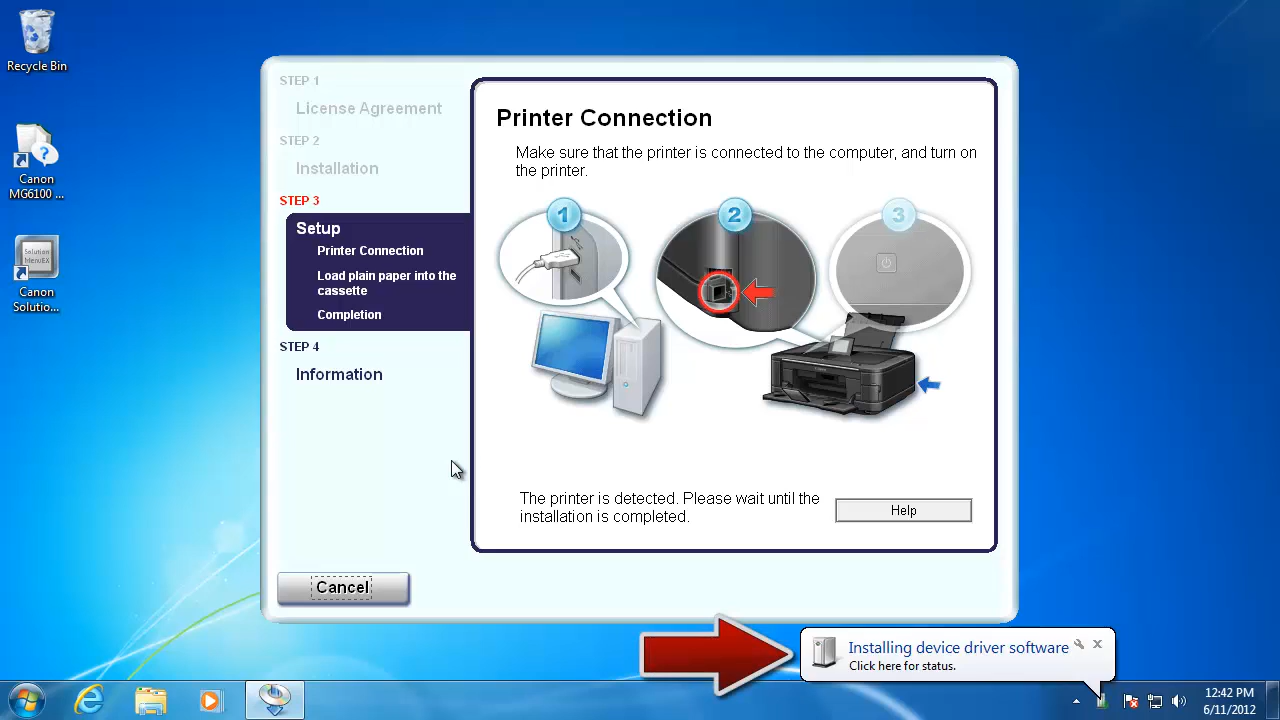 Recycle Bin
Canon
MG6100 ...
Solution
MenuEX
Canon
Solutio...
STEP 1
License Agreement
STEP 2
Installation
STEP 3
Setup
Printer Connection
Load plain paper into the
cassette
Completion
STEP 4
Information
Cancel
Printer Connection
Make sure that the printer is connected to the computer, and turn on
the printer.
1
2
3
The printer is detected. Please wait until the
installation is completed.
Help
Installing device driver software
Click here for status.
12:42 PM
6/11/2012